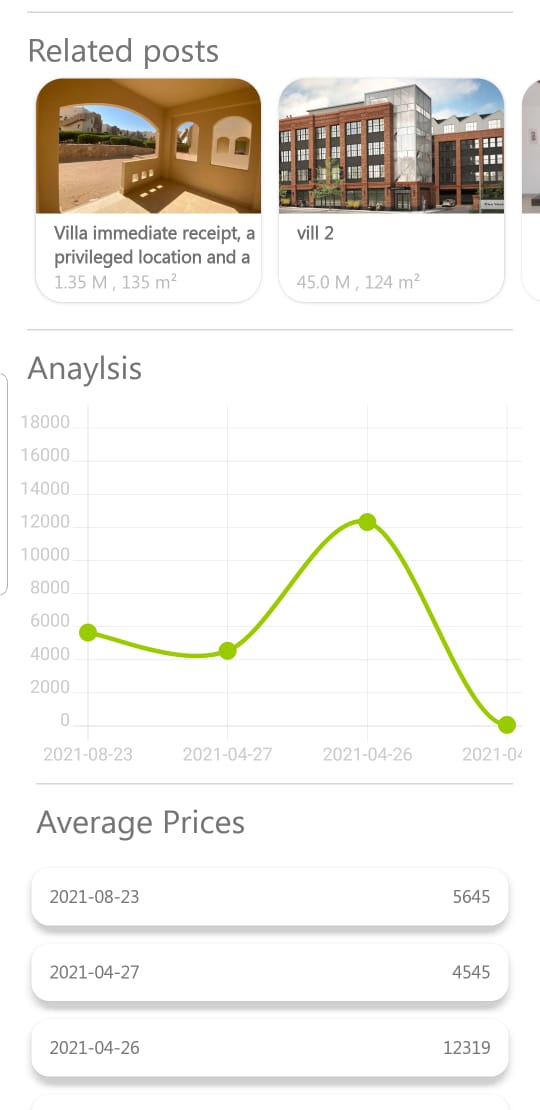 Related posts
Villa immediate receipt, a
privileged location and a
1.35 M , 135 m²
vill 2
45.0 M , 124 m²
Anaylsis
18000
16000
14000
12000
10000
8000
6000
4000
2000
0
2021-08-23
2021-04-27
2021-04-26
2021-04
Average Prices
2021-08-23 5645
2021-04-27 4545
2021-04-26 12319